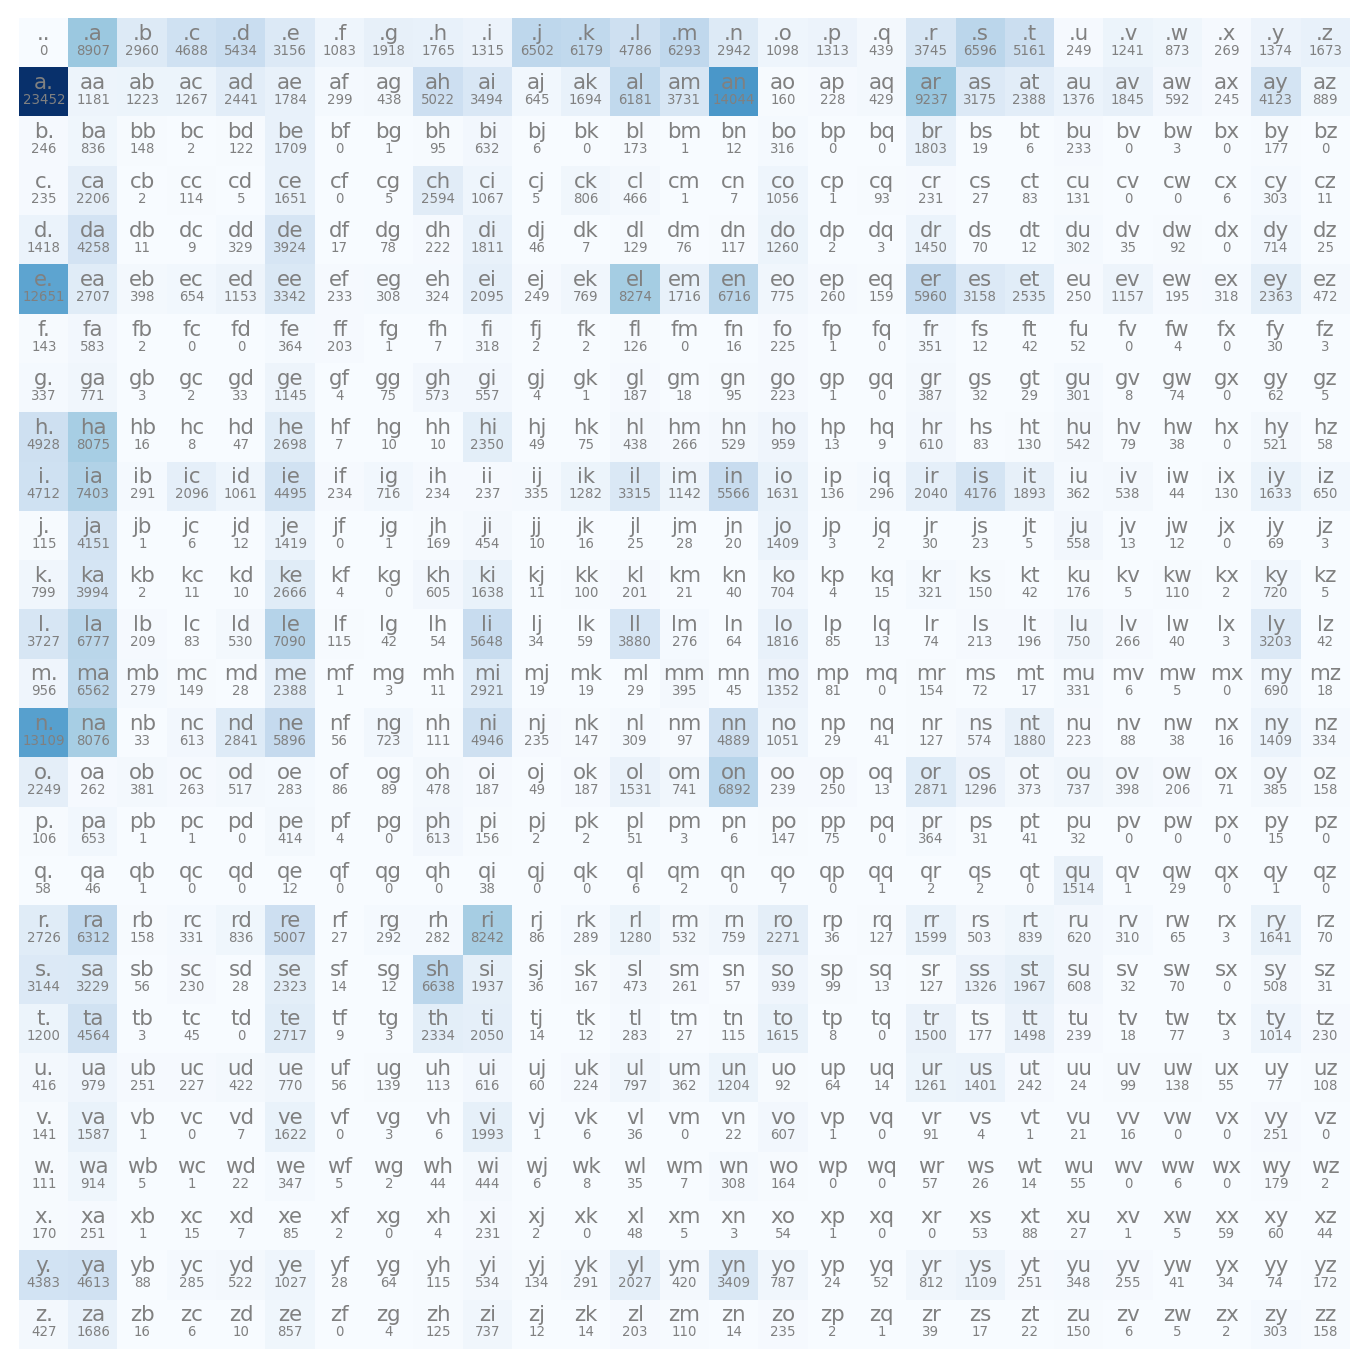 .. .a .b .c .d .e .f .g .h .i .j .k .l .m .n .o .p .q .r .s .t .u .v .w .x .y .z
0 8907 2960 4688 5434 3156 1083 1918 1765 1315 6502 6179 4786 6293 2942 1098 1313 439 3745 6596 5161 249 1241 873 269 1374 1673
a. aa ab ac ad ae af ag ah ai aj ak al am an ao ap aq ar as at au av aw ax ay az
23452 1181 1223 1267 2441 1784 299 438 5022 3494 645 1694 6181 3731 14044 160 228 429 9237 3175 2388 1376 1845 592 245 4123 889
b. ba bb bc bd be bf bg bh bi bj bk bl bm bn bo bp bq br bs bt bu bv bw bx by bz
246 836 148 2 122 1709 0 1 95 632 6 0 173 1 12 316 0 0 1803 19 6 233 0 3 0 177 0
c. ca cb cc cd ce cf cg ch ci cj ck cl cm cn co cp cq cr cs ct cu cv cw cx cy cz
235 2206 2 114 5 1651 0 5 2594 1067 5 806 466 1 7 1056 1 93 231 27 83 131 0 0 6 303 11
d. da db dc dd de df dg dh di dj dk dl dm dn do dp dq dr ds dt du dv dw dx dy dz
1418 4258 11 9 329 3924 17 78 222 1811 46 7 129 76 117 1260 2 3 1450 70 12 302 35 92 0 714 25
e. ea eb ec ed ee ef eg eh ei ej ek el em en eo ep eq er es et eu ev ew ex ey ez
12651 2707 398 654 1153 3342 233 308 324 2095 249 769 8274 1716 6716 775 260 159 5960 3158 2535 250 1157 195 318 2363 472
f. fa fb fc fd fe ff fg fh fi fj fk fl fm fn fo fp fq fr fs ft fu fv fw fx fy fz
143 583 2 0 0 364 203 1 7 318 2 2 126 0 16 225 1 0 351 12 42 52 0 4 0 30 3
g. ga gb gc gd ge gf gg gh gi gj gk gl gm gn go gp gq gr gs gt gu gv gw gx gy gz
337 771 3 2 33 1145 4 75 573 557 4 1 187 18 95 223 1 0 387 32 29 301 8 74 0 62 5
h. ha hb hc hd he hf hg hh hi hj hk hl hm hn ho hp hq hr hs ht hu hv hw hx hy hz
4928 8075 16 8 47 2698 7 10 10 2350 49 75 438 266 529 959 13 9 610 83 130 542 79 38 0 521 58
i. ia ib ic id ie if ig ih ii ij ik il im in io ip iq ir is it iu iv iw ix iy iz
4712 7403 291 2096 1061 4495 234 716 234 237 335 1282 3315 1142 5566 1631 136 296 2040 4176 1893 362 538 44 130 1633 650
j. ja jb jc jd je jf jg jh ji jj jk jl jm jn jo jp jq jr js jt ju jv jw jx jy jz
115 4151 1 6 12 1419 0 1 169 454 10 16 25 28 20 1409 3 2 30 23 5 558 13 12 0 69 3
k. ka kb kc kd ke kf kg kh ki kj kk kl km kn ko kp kq kr ks kt ku kv kw kx ky kz
799 3994 2 11 10 2666 4 0 605 1638 11 100 201 21 40 704 4 15 321 150 42 176 5 110 2 720 5
l. la lb lc ld le lf lg lh li lj lk ll lm ln lo lp lq lr ls lt lu lv lw lx ly lz
3727 6777 209 83 530 7090 115 42 54 5648 34 59 3880 276 64 1816 85 13 74 213 196 750 266 40 3 3203 42
m. ma mb mc md me mf mg mh mi mj mk ml mm mn mo mp mq mr ms mt mu mv mw mx my mz
956 6562 279 149 28 2388 1 3 11 2921 19 19 29 395 45 1352 81 0 154 72 17 331 6 5 0 690 18
n. na nb nc nd ne nf ng nh ni nj nk nl nm nn no np nq nr ns nt nu nv nw nx ny nz
13109 8076 33 613 2841 5896 56 723 111 4946 235 147 309 97 4889 1051 29 41 127 574 1880 223 88 38 16 1409 334
o. oa ob oc od oe of og oh oi oj ok ol om on oo op oq or os ot ou ov ow ox oy oz
2249 262 381 263 517 283 86 89 478 187 49 187 1531 741 6892 239 250 13 2871 1296 373 737 398 206 71 385 158
p. pa pb pc pd pe pf pg ph pi pj pk pl pm pn po pp pq pr ps pt pu pv pw px py pz
106 653 1 1 0 414 4 0 613 156 2 2 51 3 6 147 75 0 364 31 41 32 0 0 0 15 0
q. qa qb qc qd qe qf qg qh qi qj qk ql qm qn qo qp qq qr qs qt qu qv qw qx qy qz
58 46 1 0 0 12 0 0 0 38 0 0 6 2 0 7 0 1 2 2 0 1514 1 29 0 1 0
r. ra rb rc rd re rf rg rh ri rj rk rl rm rn ro rp rq rr rs rt ru rv rw rx ry rz
2726 6312 158 331 836 5007 27 292 282 8242 86 289 1280 532 759 2271 36 127 1599 503 839 620 310 65 3 1641 70
s. sa sb sc sd se sf sg sh si sj sk sl sm sn so sp sq sr ss st su sv sw sx sy sz
3144 3229 56 230 28 2323 14 12 6638 1937 36 167 473 261 57 939 99 13 127 1326 1967 608 32 70 0 508 31
t. ta tb tc td te tf tg th ti tj tk tl tm tn to tp tq tr ts tt tu tv tw tx ty tz
1200 4564 3 45 0 2717 9 3 2334 2050 14 12 283 27 115 1615 8 0 1500 177 1498 239 18 77 3 1014 230
u. ua ub uc ud ue uf ug uh ui uj uk ul um un uo up uq ur us ut uu uv uw ux uy uz
416 979 251 227 422 770 56 139 113 616 60 224 797 362 1204 92 64 14 1261 1401 242 24 99 138 55 77 108
v. va vb vc vd ve vf vg vh vi vj vk vl vm vn vo vp vq vr vs vt vu vv vw vx vy vz
141 1587 1 0 7 1622 0 3 6 1993 1 6 36 0 22 607 1 0 91 4 1 21 16 0 0 251 0
w. wa wb wc wd we wf wg wh wi wj wk wl wm wn wo wp wq wr ws wt wu wv ww wx wy wz
111 914 5 1 22 347 5 2 44 444 6 8 35 7 308 164 0 0 57 26 14 55 0 6 0 179 2
x. xa xb xc xd xe xf xg xh xi xj xk xl xm xn xo xp xq xr xs xt xu xv xw xx xy xz
170 251 1 15 7 85 2 0 4 231 2 0 48 5 3 54 1 0 0 53 88 27 1 5 59 60 44
y. ya yb yc yd ye yf yg yh yi yj yk yl ym yn yo yp yq yr ys yt yu yv yw yx yy yz
4383 4613 88 285 522 1027 28 64 115 534 134 291 2027 420 3409 787 24 52 812 1109 251 348 255 41 34 74 172
z. za zb zc zd ze zf zg zh zi zj zk zl zm zn zo zp zq zr zs zt zu zv zw zx zy zz
427 1686 16 6 10 857 0 4 125 737 12 14 203 110 14 235 2 1 39 17 22 150 6 5 2 303 158